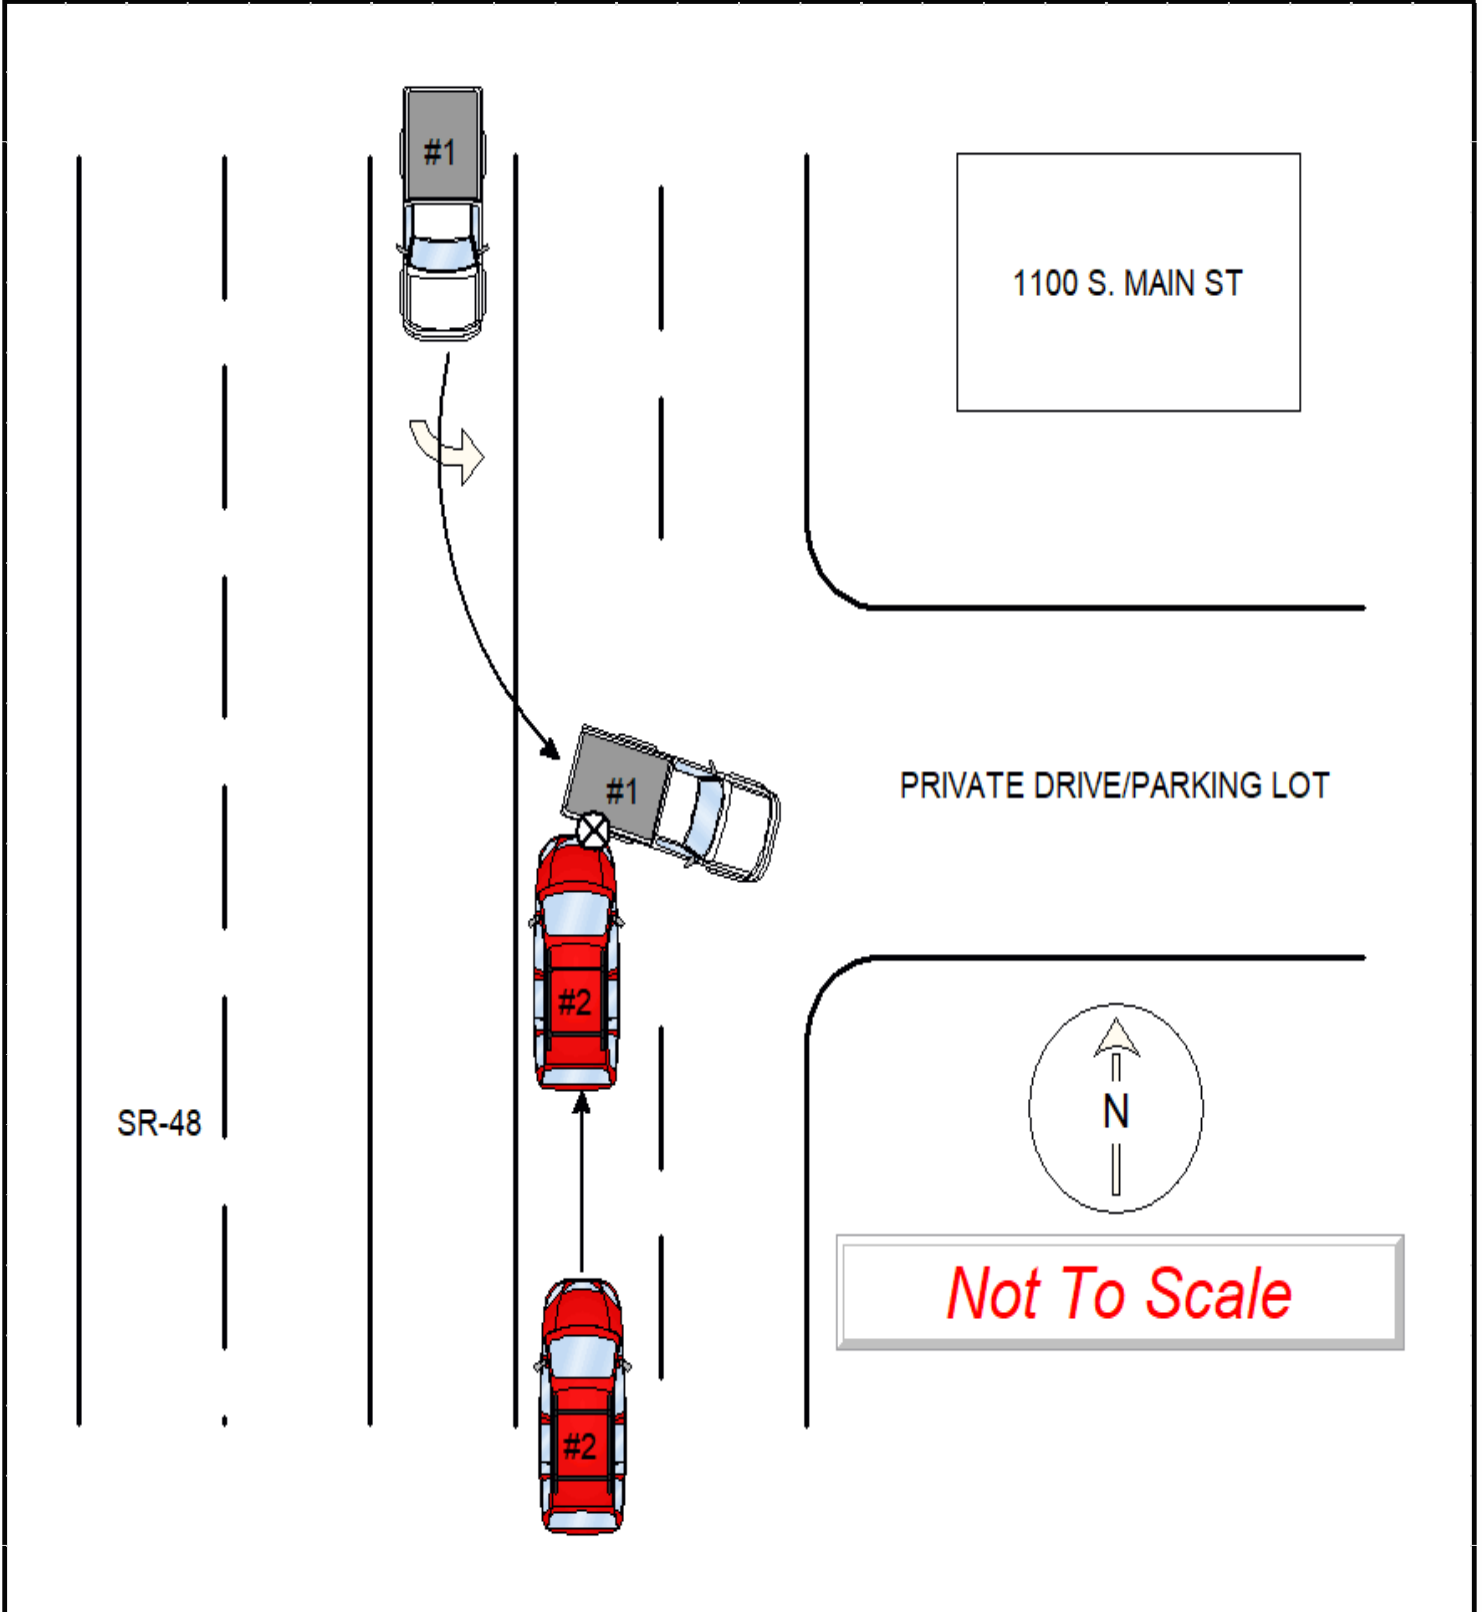 #1
1100 S. MAIN ST
#1
PRIVATE DRIVE/PARKING LOT
#2
SR-48
N
Not To Scale
#2